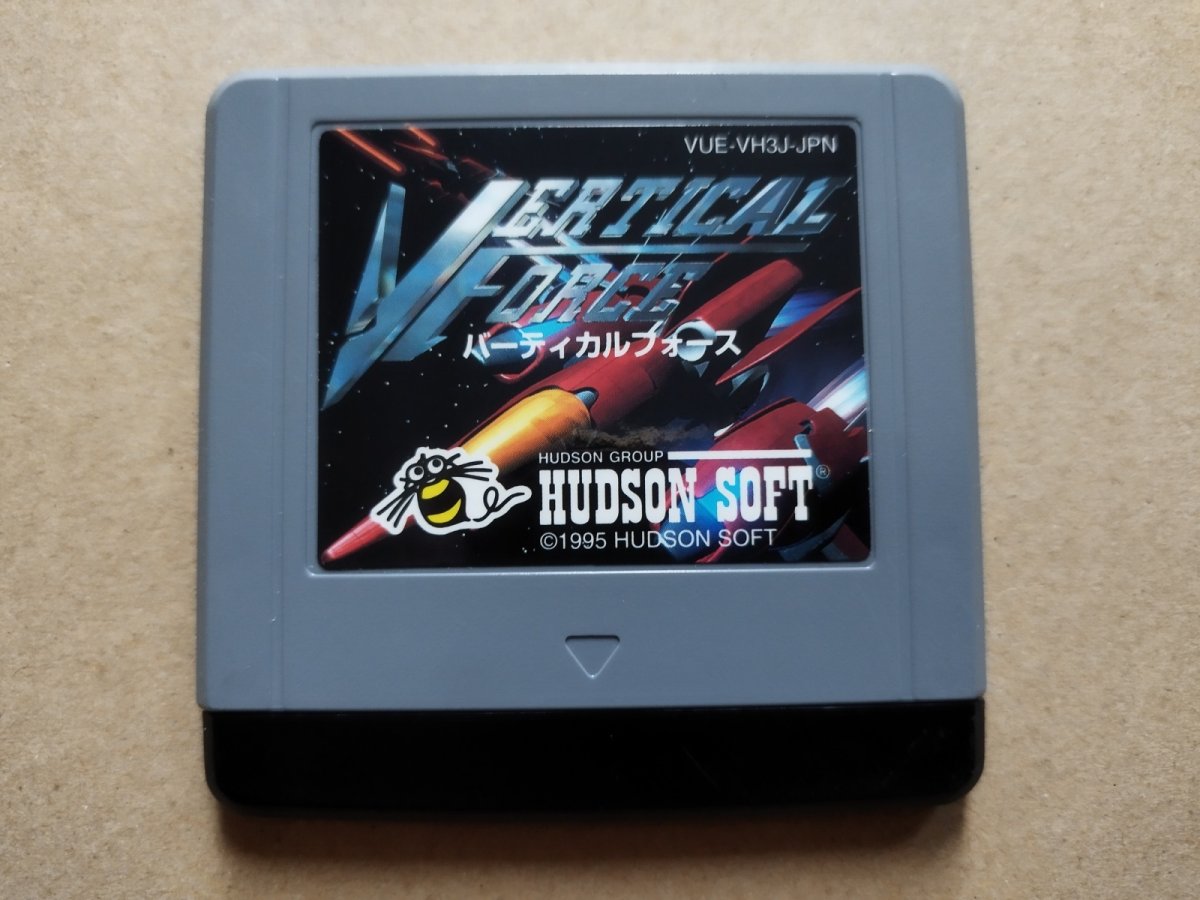 VUE-VH3J-JPN
VERTICAL
FORCE
バーティカルフォース
HUDSON GROUP
HUDSON SOFT®
©1995 HUDSON SOFT